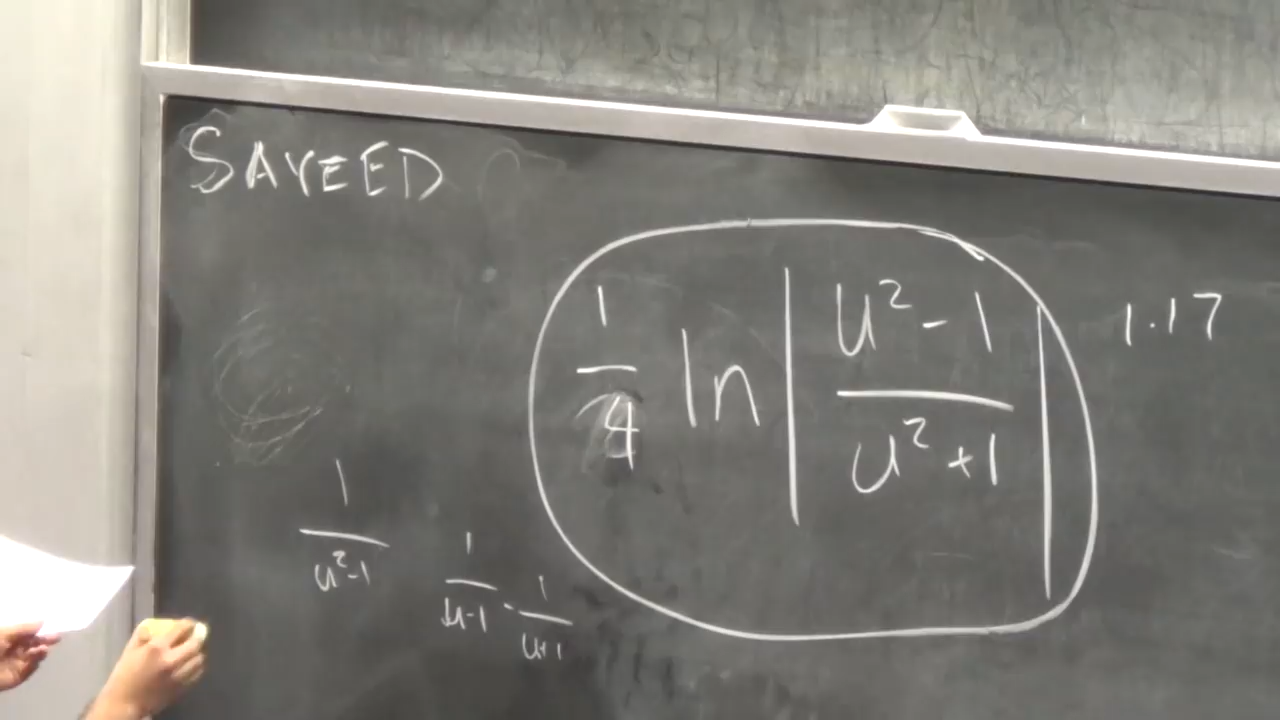 SAYEED
1/4 ln |(u² - 1)/(u² + 1)|
1.17
1/(u²-1)
1/(u-1) - 1/(u+1)